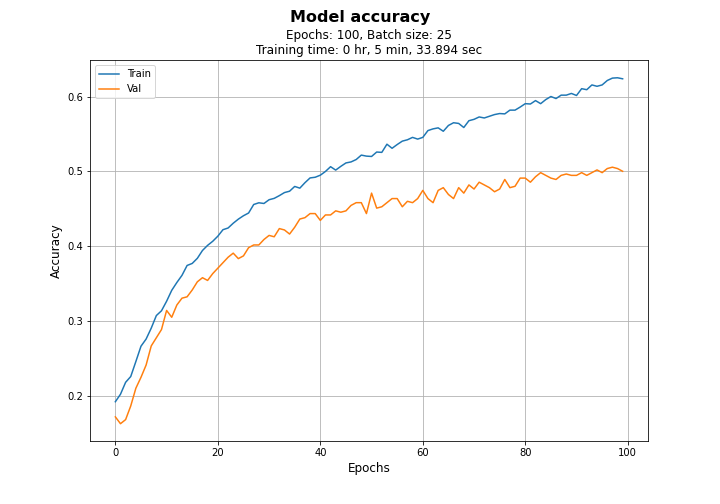 Model accuracy
Epochs: 100, Batch size: 25
Training time: 0 hr, 5 min, 33.894 sec
Train
Val
0.6
0.5
0.4
0.3
0.2
Accuracy
0 20 40 60 80 100
Epochs